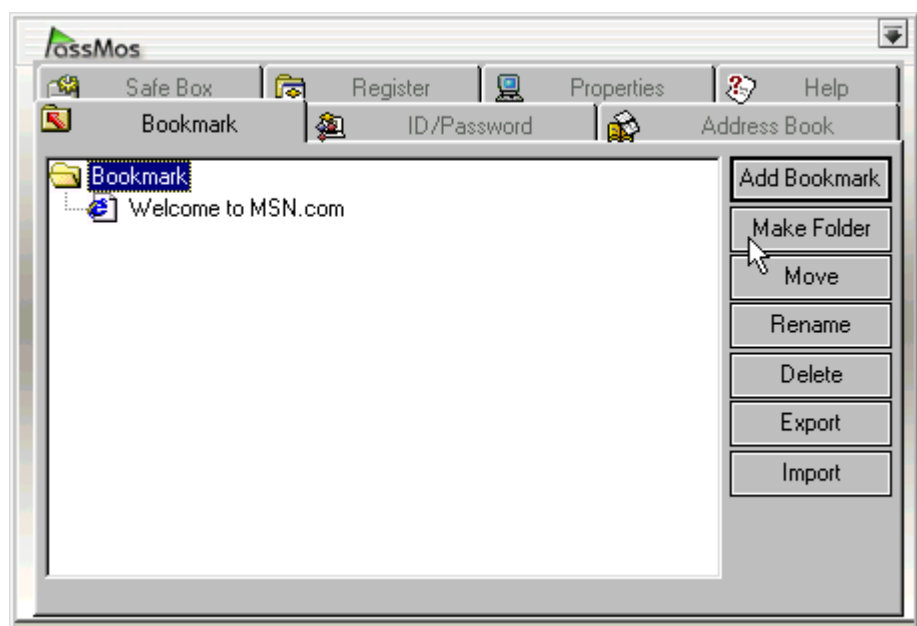 PassMos
Safe Box Register Properties Help
Bookmark ID/Password Address Book
Bookmark
Welcome to MSN.com
Add Bookmark
Make Folder
Move
Rename
Delete
Export
Import